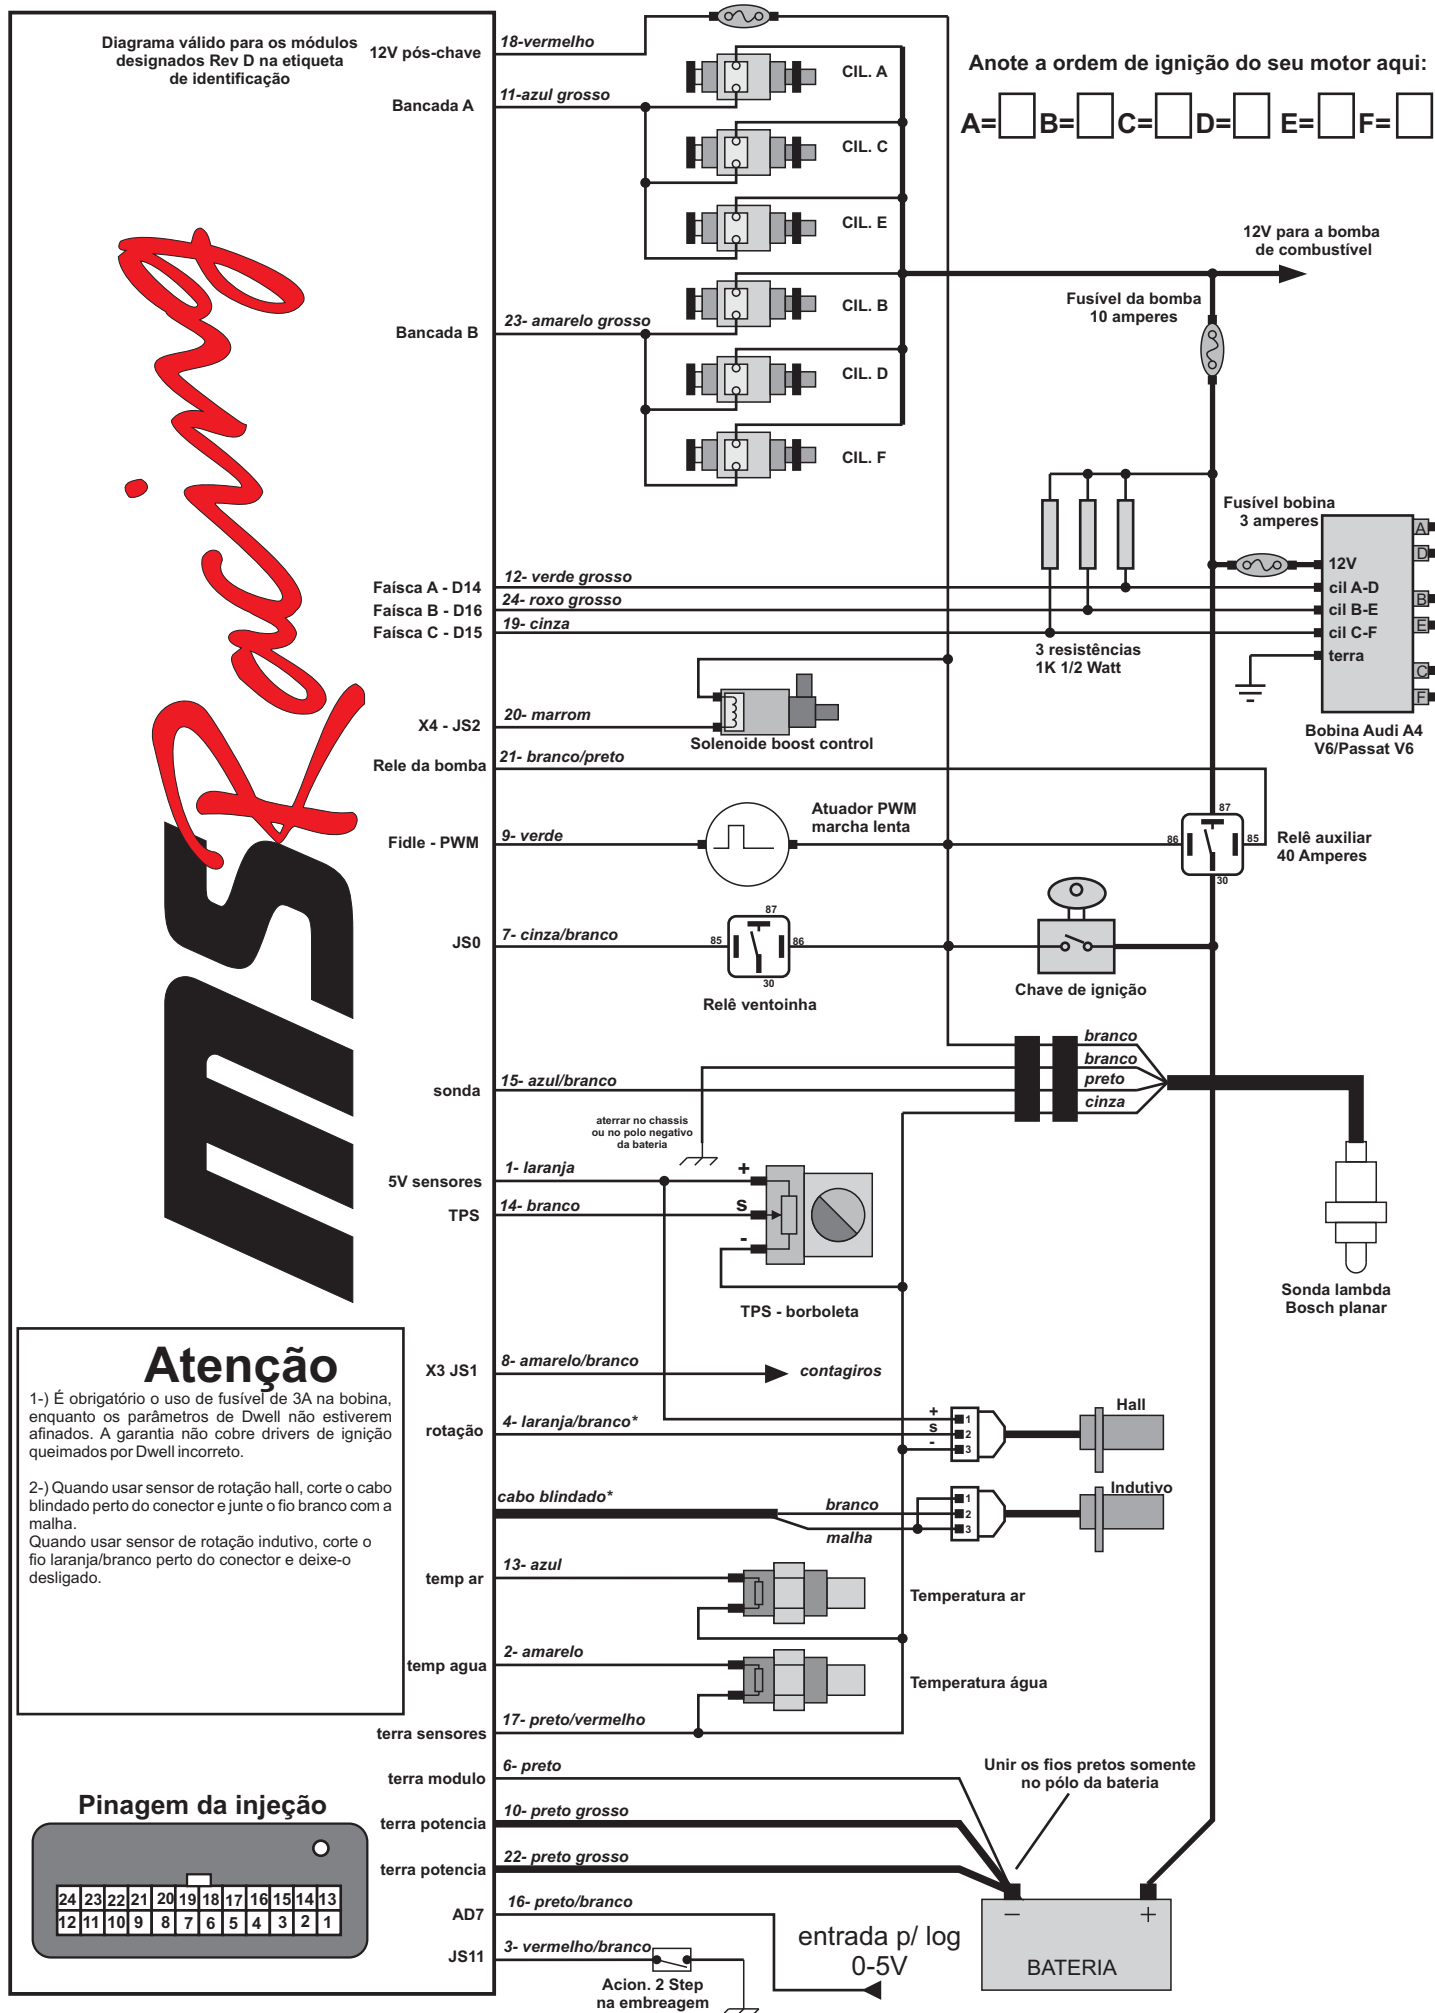 Diagrama válido para os módulos
designados Rev D na etiqueta
de identificação
12V pós-chave
18-vermelho
Bancada A
11-azul grosso
CIL. A
CIL. C
CIL. E
Bancada B
23- amarelo grosso
CIL. B
CIL. D
CIL. F
Anote a ordem de ignição do seu motor aqui:
A= B= C= D= E= F=
12V para a bomba
de combustível
Fusível da bomba
10 amperes
Fusível bobina
3 amperes
12V
cil A-D
cil B-E
cil C-F
terra
A
D
B
E
C
F
Bobina Audi A4
V6/Passat V6
3 resistências
1K 1/2 Watt
Faísca A - D14
12- verde grosso
Faísca B - D16
24- roxo grosso
Faísca C - D15
19- cinza
X4 - JS2
20- marrom
Solenoide boost control
Rele da bomba
21- branco/preto
Fidle - PWM
9- verde
Atuador PWM
marcha lenta
87
86
85
30
Relê auxiliar
40 Amperes
JS0
7- cinza/branco
87
85
86
30
Relê ventoinha
Chave de ignição
sonda
15- azul/branco
branco
branco
preto
cinza
aterrar no chassis
ou no polo negativo
da bateria
Sonda lambda
Bosch planar
5V sensores
1- laranja
+
TPS
14- branco
s
-
TPS - borboleta
X3 JS1
8- amarelo/branco
contagiros
rotação
4- laranja/branco*
+
s
-
1
2
3
Hall
cabo blindado*
branco
malha
1
2
3
Indutivo
temp ar
13- azul
Temperatura ar
temp agua
2- amarelo
Temperatura água
terra sensores
17- preto/vermelho
terra modulo
6- preto
terra potencia
10- preto grosso
terra potencia
22- preto grosso
Unir os fios pretos somente
no pólo da bateria
AD7
16- preto/branco
entrada p/ log
0-5V
JS11
3- vermelho/branco
Acion. 2 Step
na embreagem
−
+
BATERIA
ms Racing
Atenção
1-) É obrigatório o uso de fusível de 3A na bobina,
enquanto os parâmetros de Dwell não estiverem
afinados. A garantia não cobre drivers de ignição
queimados por Dwell incorreto.
2-) Quando usar sensor de rotação hall, corte o cabo
blindado perto do conector e junte o fio branco com a
malha.
Quando usar sensor de rotação indutivo, corte o
fio laranja/branco perto do conector e deixe-o
desligado.
Pinagem da injeção
24 23 22 21 20 19 18 17 16 15 14 13
12 11 10 9 8 7 6 5 4 3 2 1